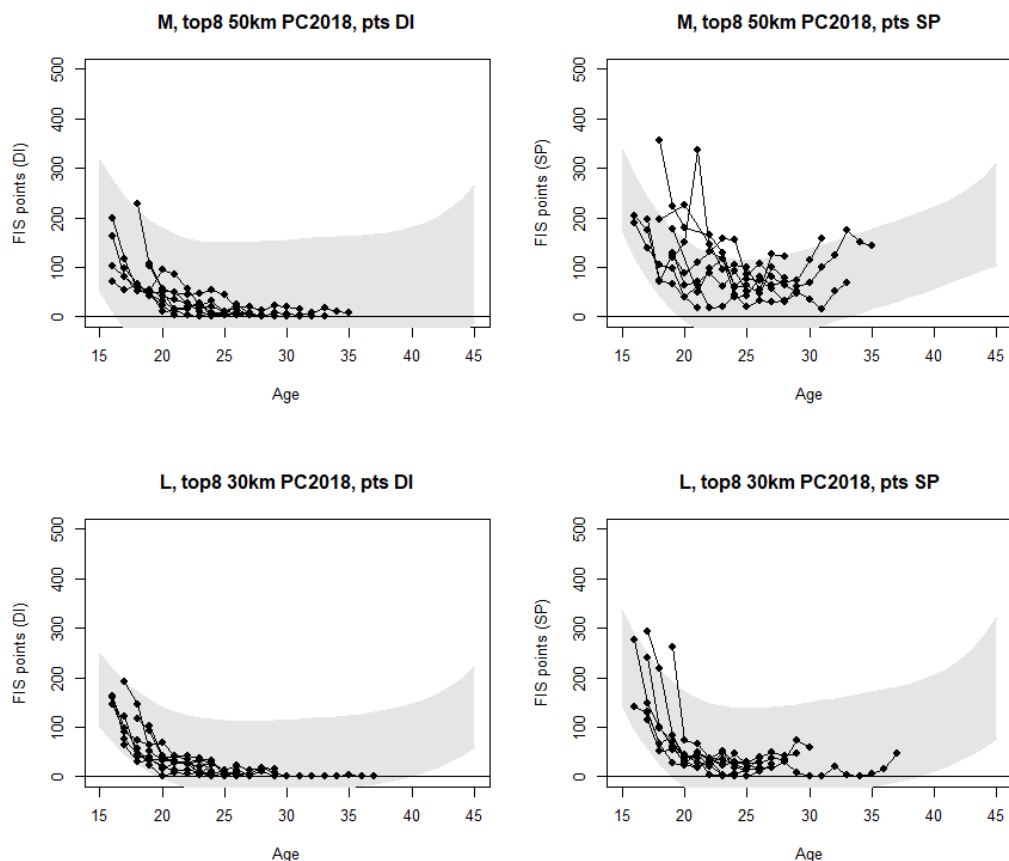 M, top8 50km PC2018, pts DI
FIS points (DI)
500
400
300
200
100
0
15 20 25 30 35 40 45
Age
M, top8 50km PC2018, pts SP
FIS points (SP)
500
400
300
200
100
0
15 20 25 30 35 40 45
Age
L, top8 30km PC2018, pts DI
FIS points (DI)
500
400
300
200
100
0
15 20 25 30 35 40 45
Age
L, top8 30km PC2018, pts SP
FIS points (SP)
500
400
300
200
100
0
15 20 25 30 35 40 45
Age